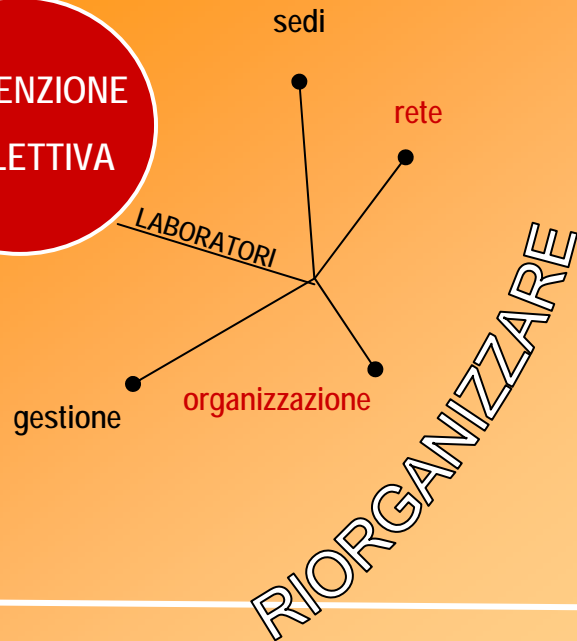 sedi
ENZIONE
LETTIVA
rete
LABORATORI
organizzazione
gestione
RIORGANIZZARE